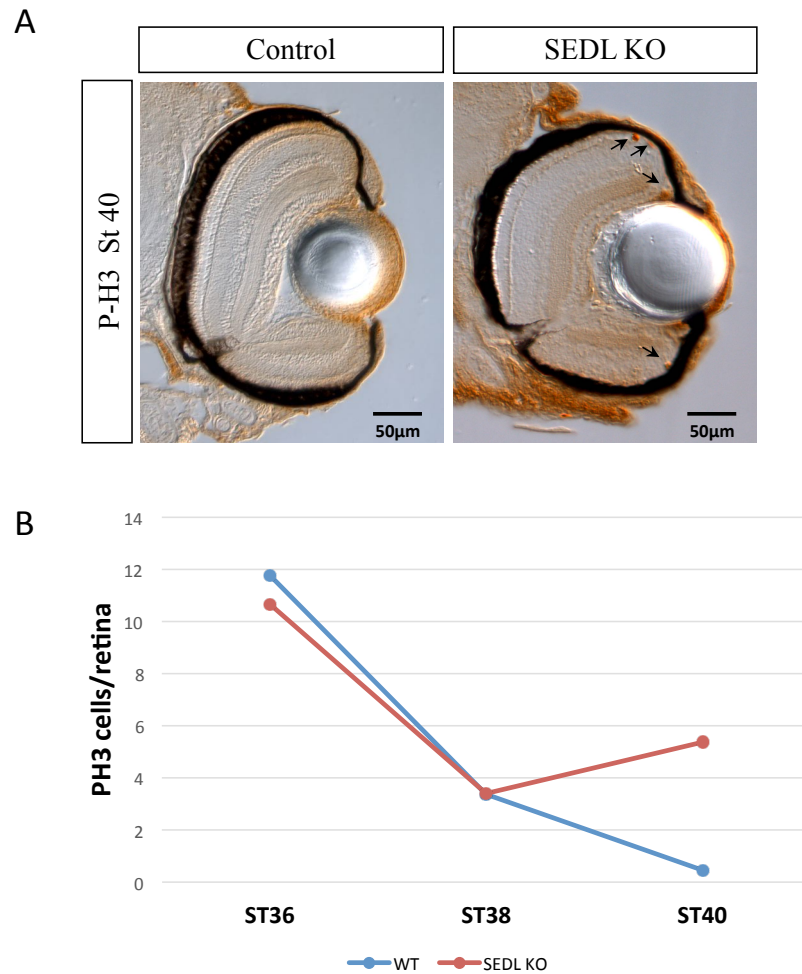 A
Control
SEDL KO
P-H3 St 40
50µm
50µm
B
14
12
10
8
6
4
2
0
PH3 cells/retina
ST36
ST38
ST40
WT
SEDL KO